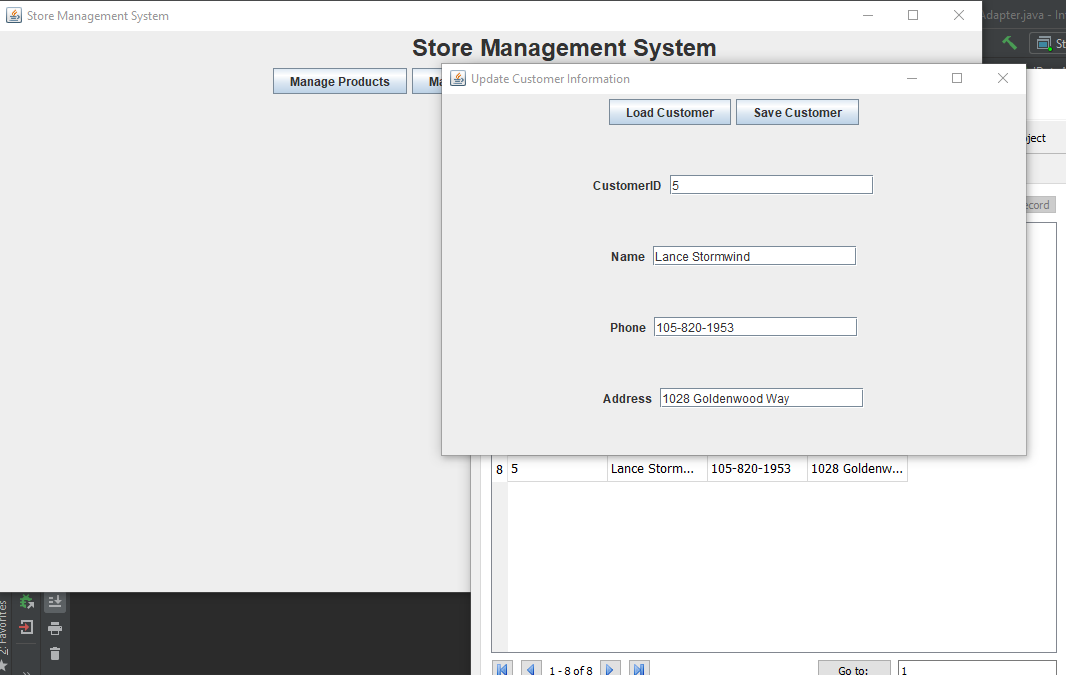 Store Management System
Adapter.java - In
Store Management System
Manage Products
Ma
St
Update Customer Information
Load Customer
Save Customer
ject
CustomerID 5
ecord
Name Lance Stormwind
Phone 105-820-1953
Address 1028 Goldenwood Way
8 5 Lance Storm... 105-820-1953 1028 Goldenw...
2: Favorites
1 - 8 of 8
Go to: 1